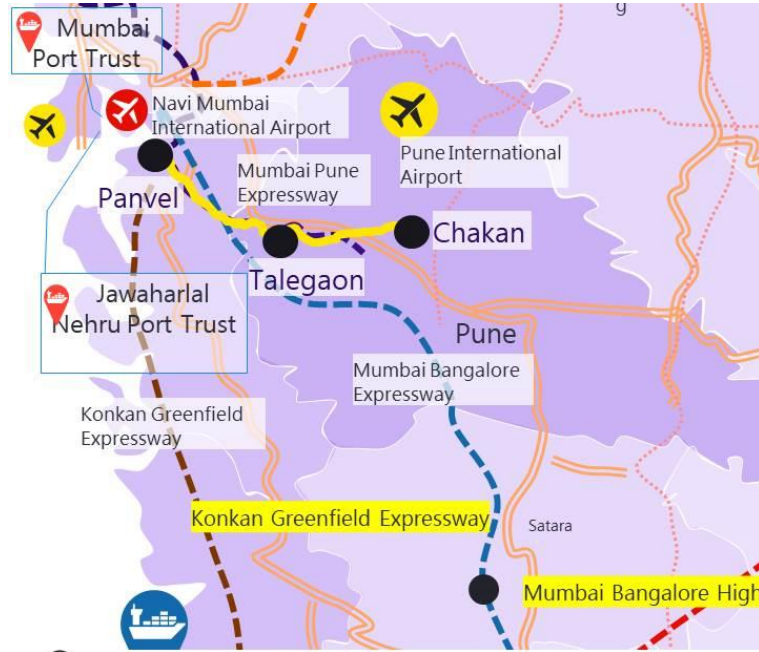 g
Mumbai
Port Trust
Navi Mumbai
International Airport
Pune International
Airport
Mumbai Pune
Expressway
Panvel
Chakan
Talegaon
Jawaharlal
Nehru Port Trust
Pune
Mumbai Bangalore
Expressway
Konkan Greenfield
Expressway
Konkan Greenfield Expressway
Satara
Mumbai Bangalore High